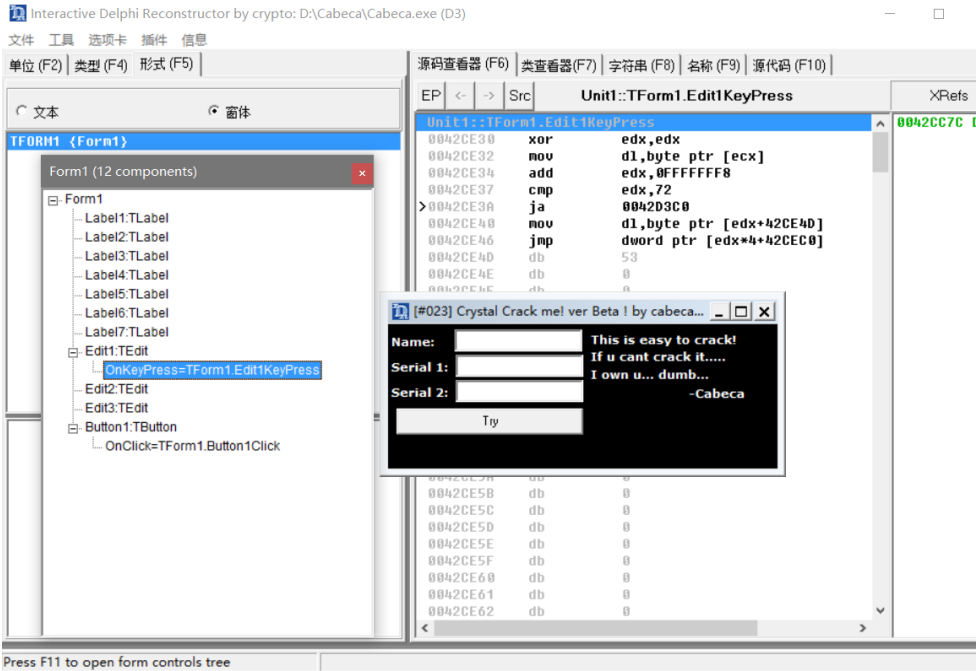 Interactive Delphi Reconstructor by crypto: D:\Cabeca\Cabeca.exe (D3)
文件 工具 选项卡 插件 信息
单位 (F2) 类型 (F4) 形式 (F5)
文本 窗体
TFORM1 {Form1}
Form1 (12 components)
Form1
Label1:TLabel
Label2:TLabel
Label3:TLabel
Label4:TLabel
Label5:TLabel
Label6:TLabel
Label7:TLabel
Edit1:TEdit
OnKeyPress=TForm1.Edit1KeyPress
Edit2:TEdit
Edit3:TEdit
Button1:TButton
OnClick=TForm1.Button1Click
源码查看器 (F6) 类查看器(F7) 字符串 (F8) 名称 (F9) 源代码 (F10)
EP <- -> Src Unit1::TForm1.Edit1KeyPress XRefs
Unit1::TForm1.Edit1KeyPress
0042CE30 xor edx,edx
0042CE32 mov dl,byte ptr [ecx]
0042CE34 add edx,0FFFFFFF8
0042CE37 cmp edx,72
>0042CE3A ja 0042D3C0
0042CE40 mov dl,byte ptr [edx+42CE4D]
0042CE46 jmp dword ptr [edx*4+42CEC0]
0042CE4D db 53
0042CE4E db 0
0042CC7C
[#023] Crystal Crack me! ver Beta ! by cabeca...
Name:
Serial 1:
Serial 2:
Try
This is easy to crack!
If u cant crack it.....
I own u... dumb...
-Cabeca
0042CE5B db 0
0042CE5C db 0
0042CE5D db 0
0042CE5E db 0
0042CE5F db 0
0042CE60 db 0
0042CE61 db 0
0042CE62 db 0
Press F11 to open form controls tree